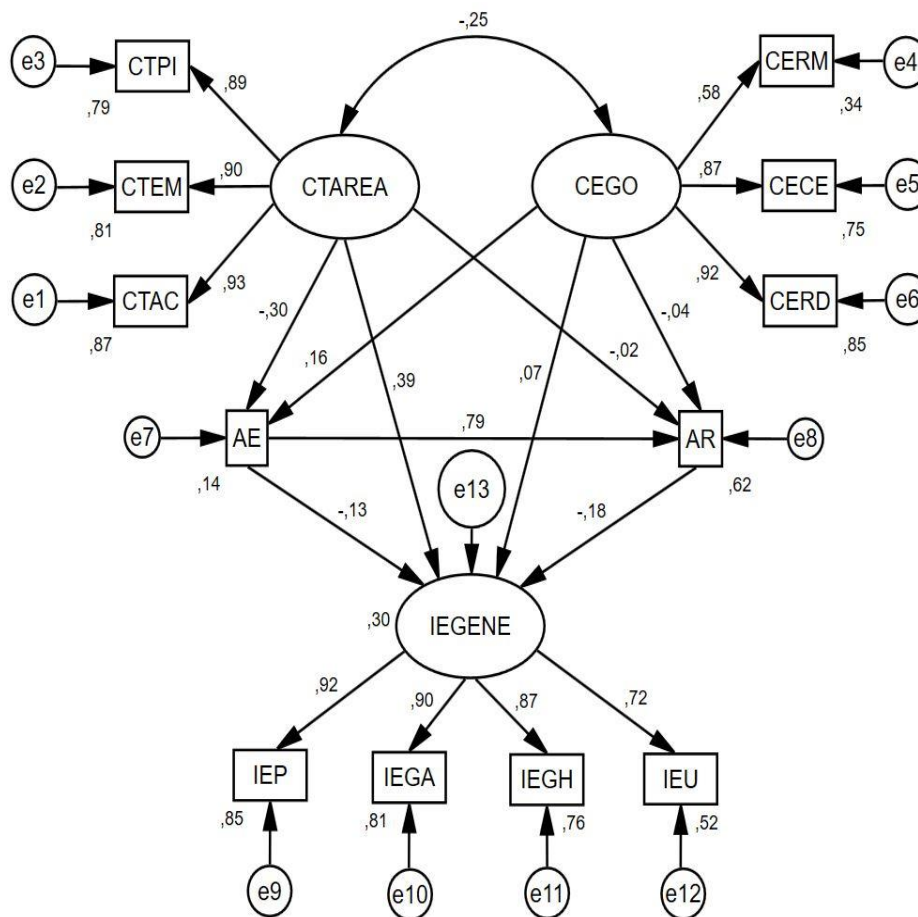 -,25
e3
CTPI
,79
,89
CERM
e4
,58
,34
e2
CTEM
,81
,90
CTAREA
CEGO
,87
CECE
e5
,75
e1
CTAC
,87
,93
,92
CERD
e6
,85
-,30
,16
,39
,07
-,04
-,02
e7
AE
,14
,79
AR
e8
,62
e13
-,13
-,18
IEGENE
,30
,92
,90
,87
,72
IEP
IEGA
IEGH
IEU
,85
,81
,76
,52
e9
e10
e11
e12